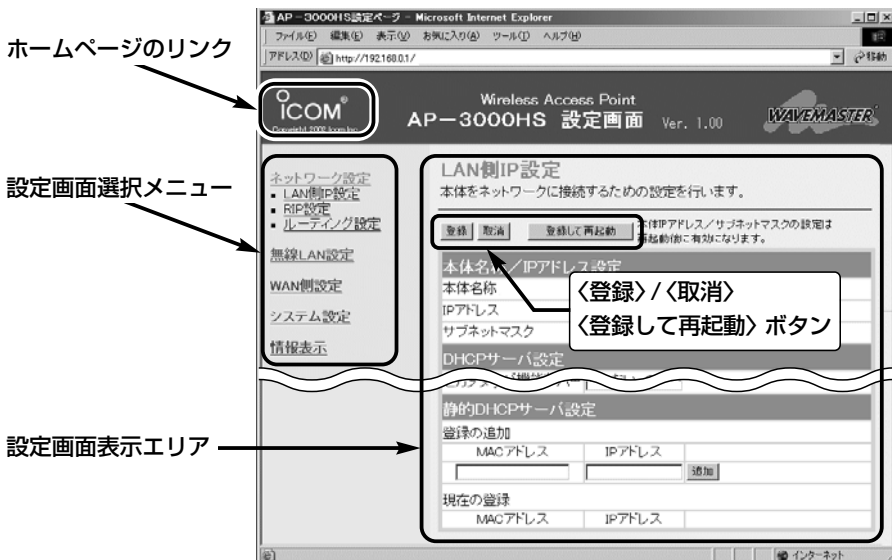 AP-3000HS設定ページ - Microsoft Internet Explorer
ファイル(F) 編集(E) 表示(V) お気に入り(A) ツール(T) ヘルプ(H)
アドレス(D) http://192.168.0.1/
移動
ホームページのリンク
ICOM®
Copyright 2002 Icom Inc.
Wireless Access Point
AP-3000HS 設定画面 Ver. 1.00
WAVEMASTER
設定画面選択メニュー
ネットワーク設定
■ LAN側IP設定
■ RIP設定
■ ルーティング設定
無線LAN設定
WAN側設定
システム設定
情報表示
LAN側IP設定
本体をネットワークに接続するための設定を行います。
登録 取消 登録して再起動
本体IPアドレス/サブネットマスクの設定は
再起動後に有効になります。
本体名称/IPアドレス設定
本体名称
IPアドレス
サブネットマスク
〈登録〉/〈取消〉
〈登録して再起動〉ボタン
DHCPサーバ設定
設定画面表示エリア
静的DHCPサーバ設定
登録の追加
MACアドレス IPアドレス
追加
現在の登録
MACアドレス IPアドレス
インターネット